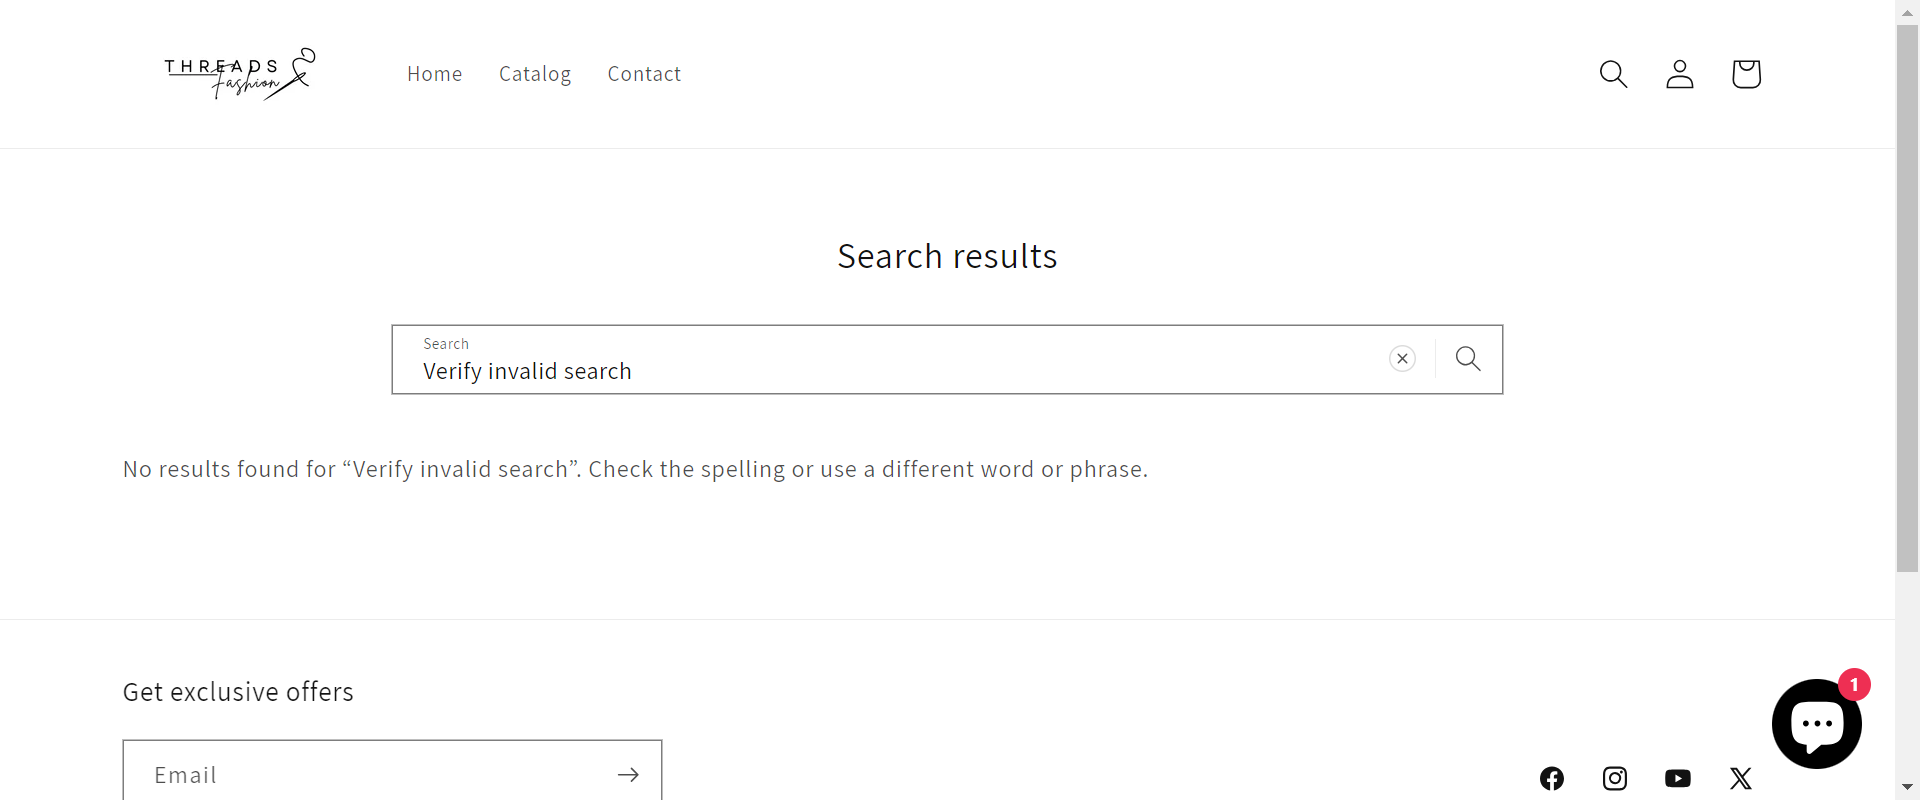 THREADS
Fashion
Home Catalog Contact
Search results
Search
Verify invalid search
No results found for “Verify invalid search”. Check the spelling or use a different word or phrase.
Get exclusive offers
1
Email